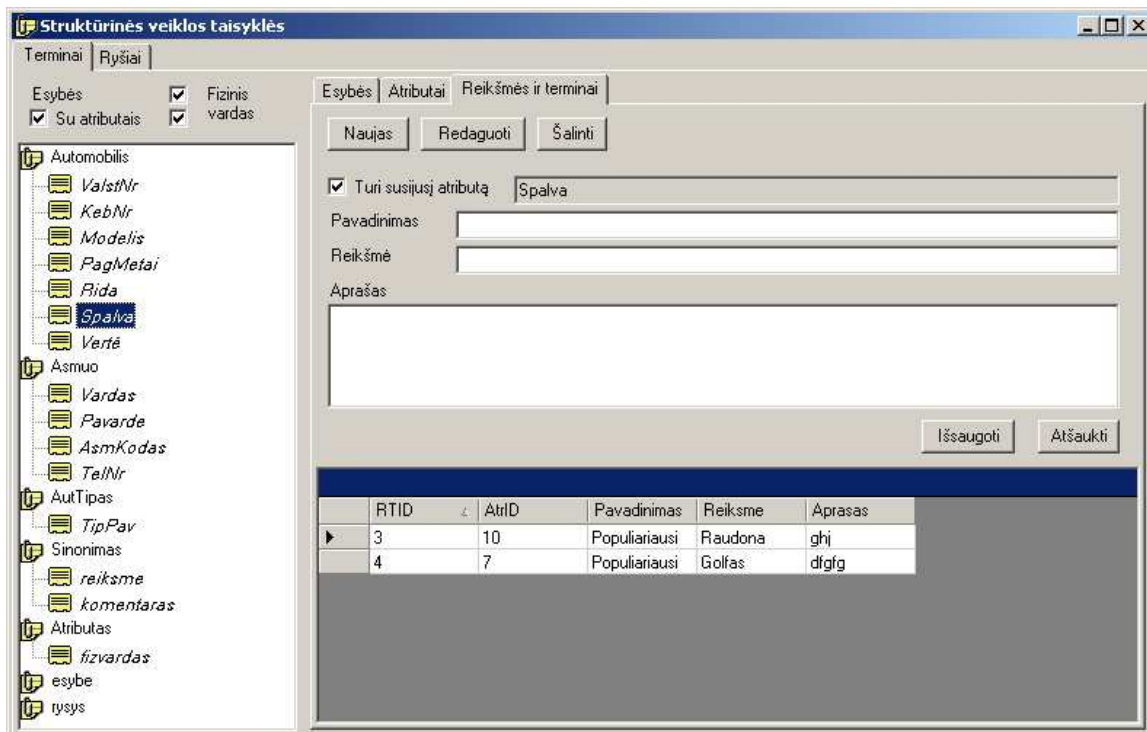 Struktūrinės veiklos taisyklės
Terminai Ryšiai
Esybės Fizinis
Su atributais vardas
Automobilis
ValstNr
KebNr
Modelis
PagMetai
Rida
Spalva
Vertė
Asmuo
Vardas
Pavarde
AsmKodas
TelNr
AutTipas
TipPav
Sinonimas
reiksme
komentaras
Atributas
fizvardas
esybe
rysys
Esybės Atributai Reikšmės ir terminai
Naujas Redaguoti Šalinti
Turi susijusį atributą Spalva
Pavadinimas
Reikšmė
Aprašas
Išsaugoti Atšaukti
RTID AtrID Pavadinimas Reiksme Aprasas
3 10 Populiariausi Raudona ghj
4 7 Populiariausi Golfas dfgfg